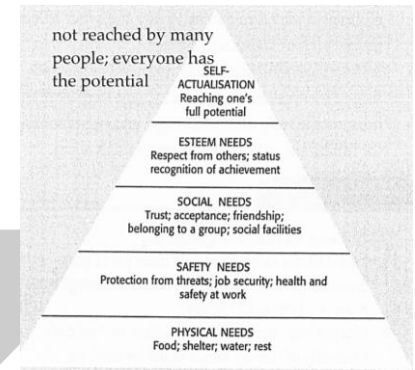 not reached by many
people; everyone has
the potential
SELF-
ACTUALISATION
Reaching one's
full potential
ESTEEM NEEDS
Respect from others; status
recognition of achievement
SOCIAL NEEDS
Trust; acceptance; friendship;
belonging to a group; social facilities
SAFETY NEEDS
Protection from threats; job security; health and
safety at work
PHYSICAL NEEDS
Food; shelter; water; rest